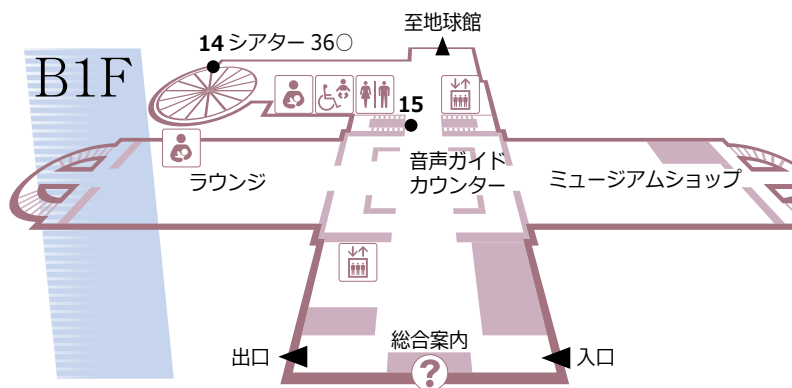 至地球館
14 シアター 36○
B1F
15
音声ガイド
カウンター
ラウンジ
ミュージアムショップ
総合案内
出口
入口
?